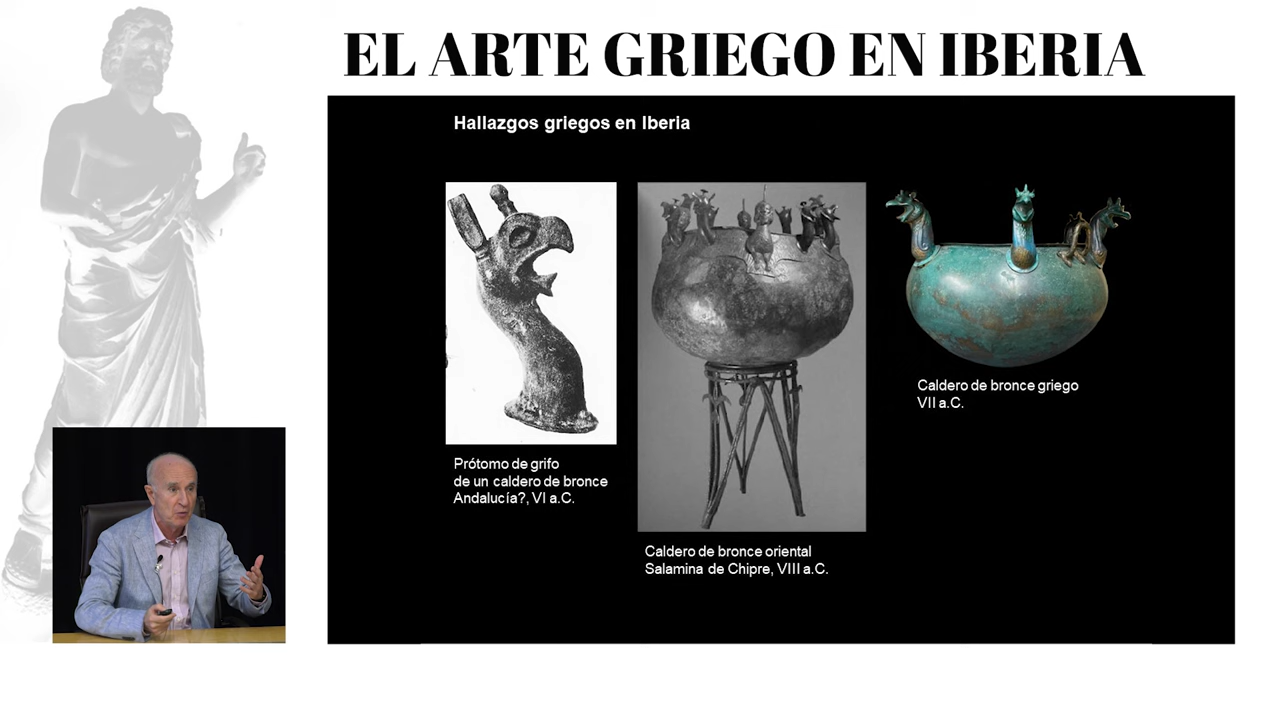 EL ARTE GRIEGO EN IBERIA
Hallazgos griegos en Iberia
Prótomo de grifo
de un caldero de bronce
Andalucía?, VI a.C.
Caldero de bronce oriental
Salamina de Chipre, VIII a.C.
Caldero de bronce griego
VII a.C.